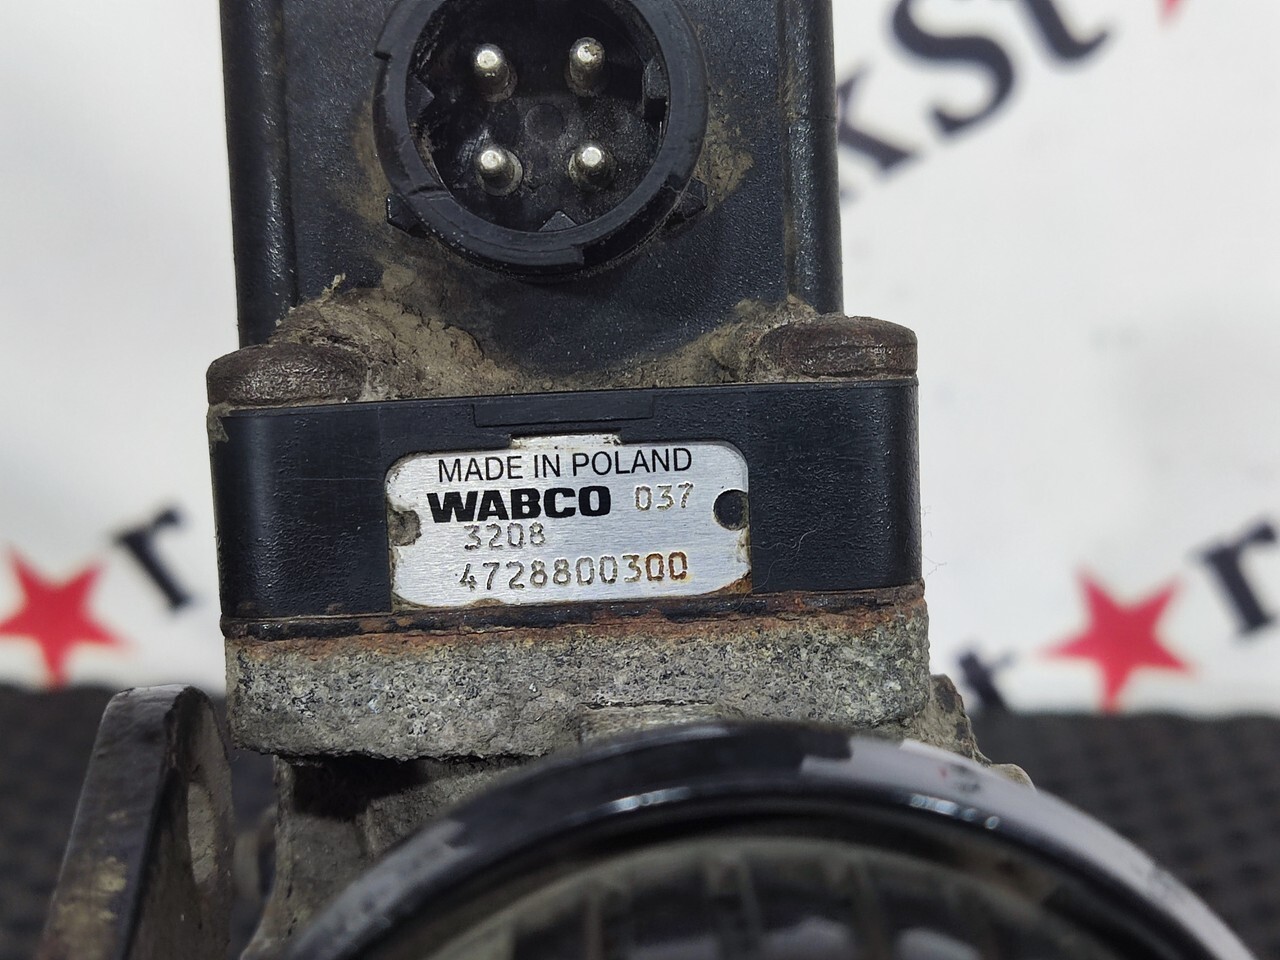 MADE IN POLAND
WABCO 037
3208
4728800300